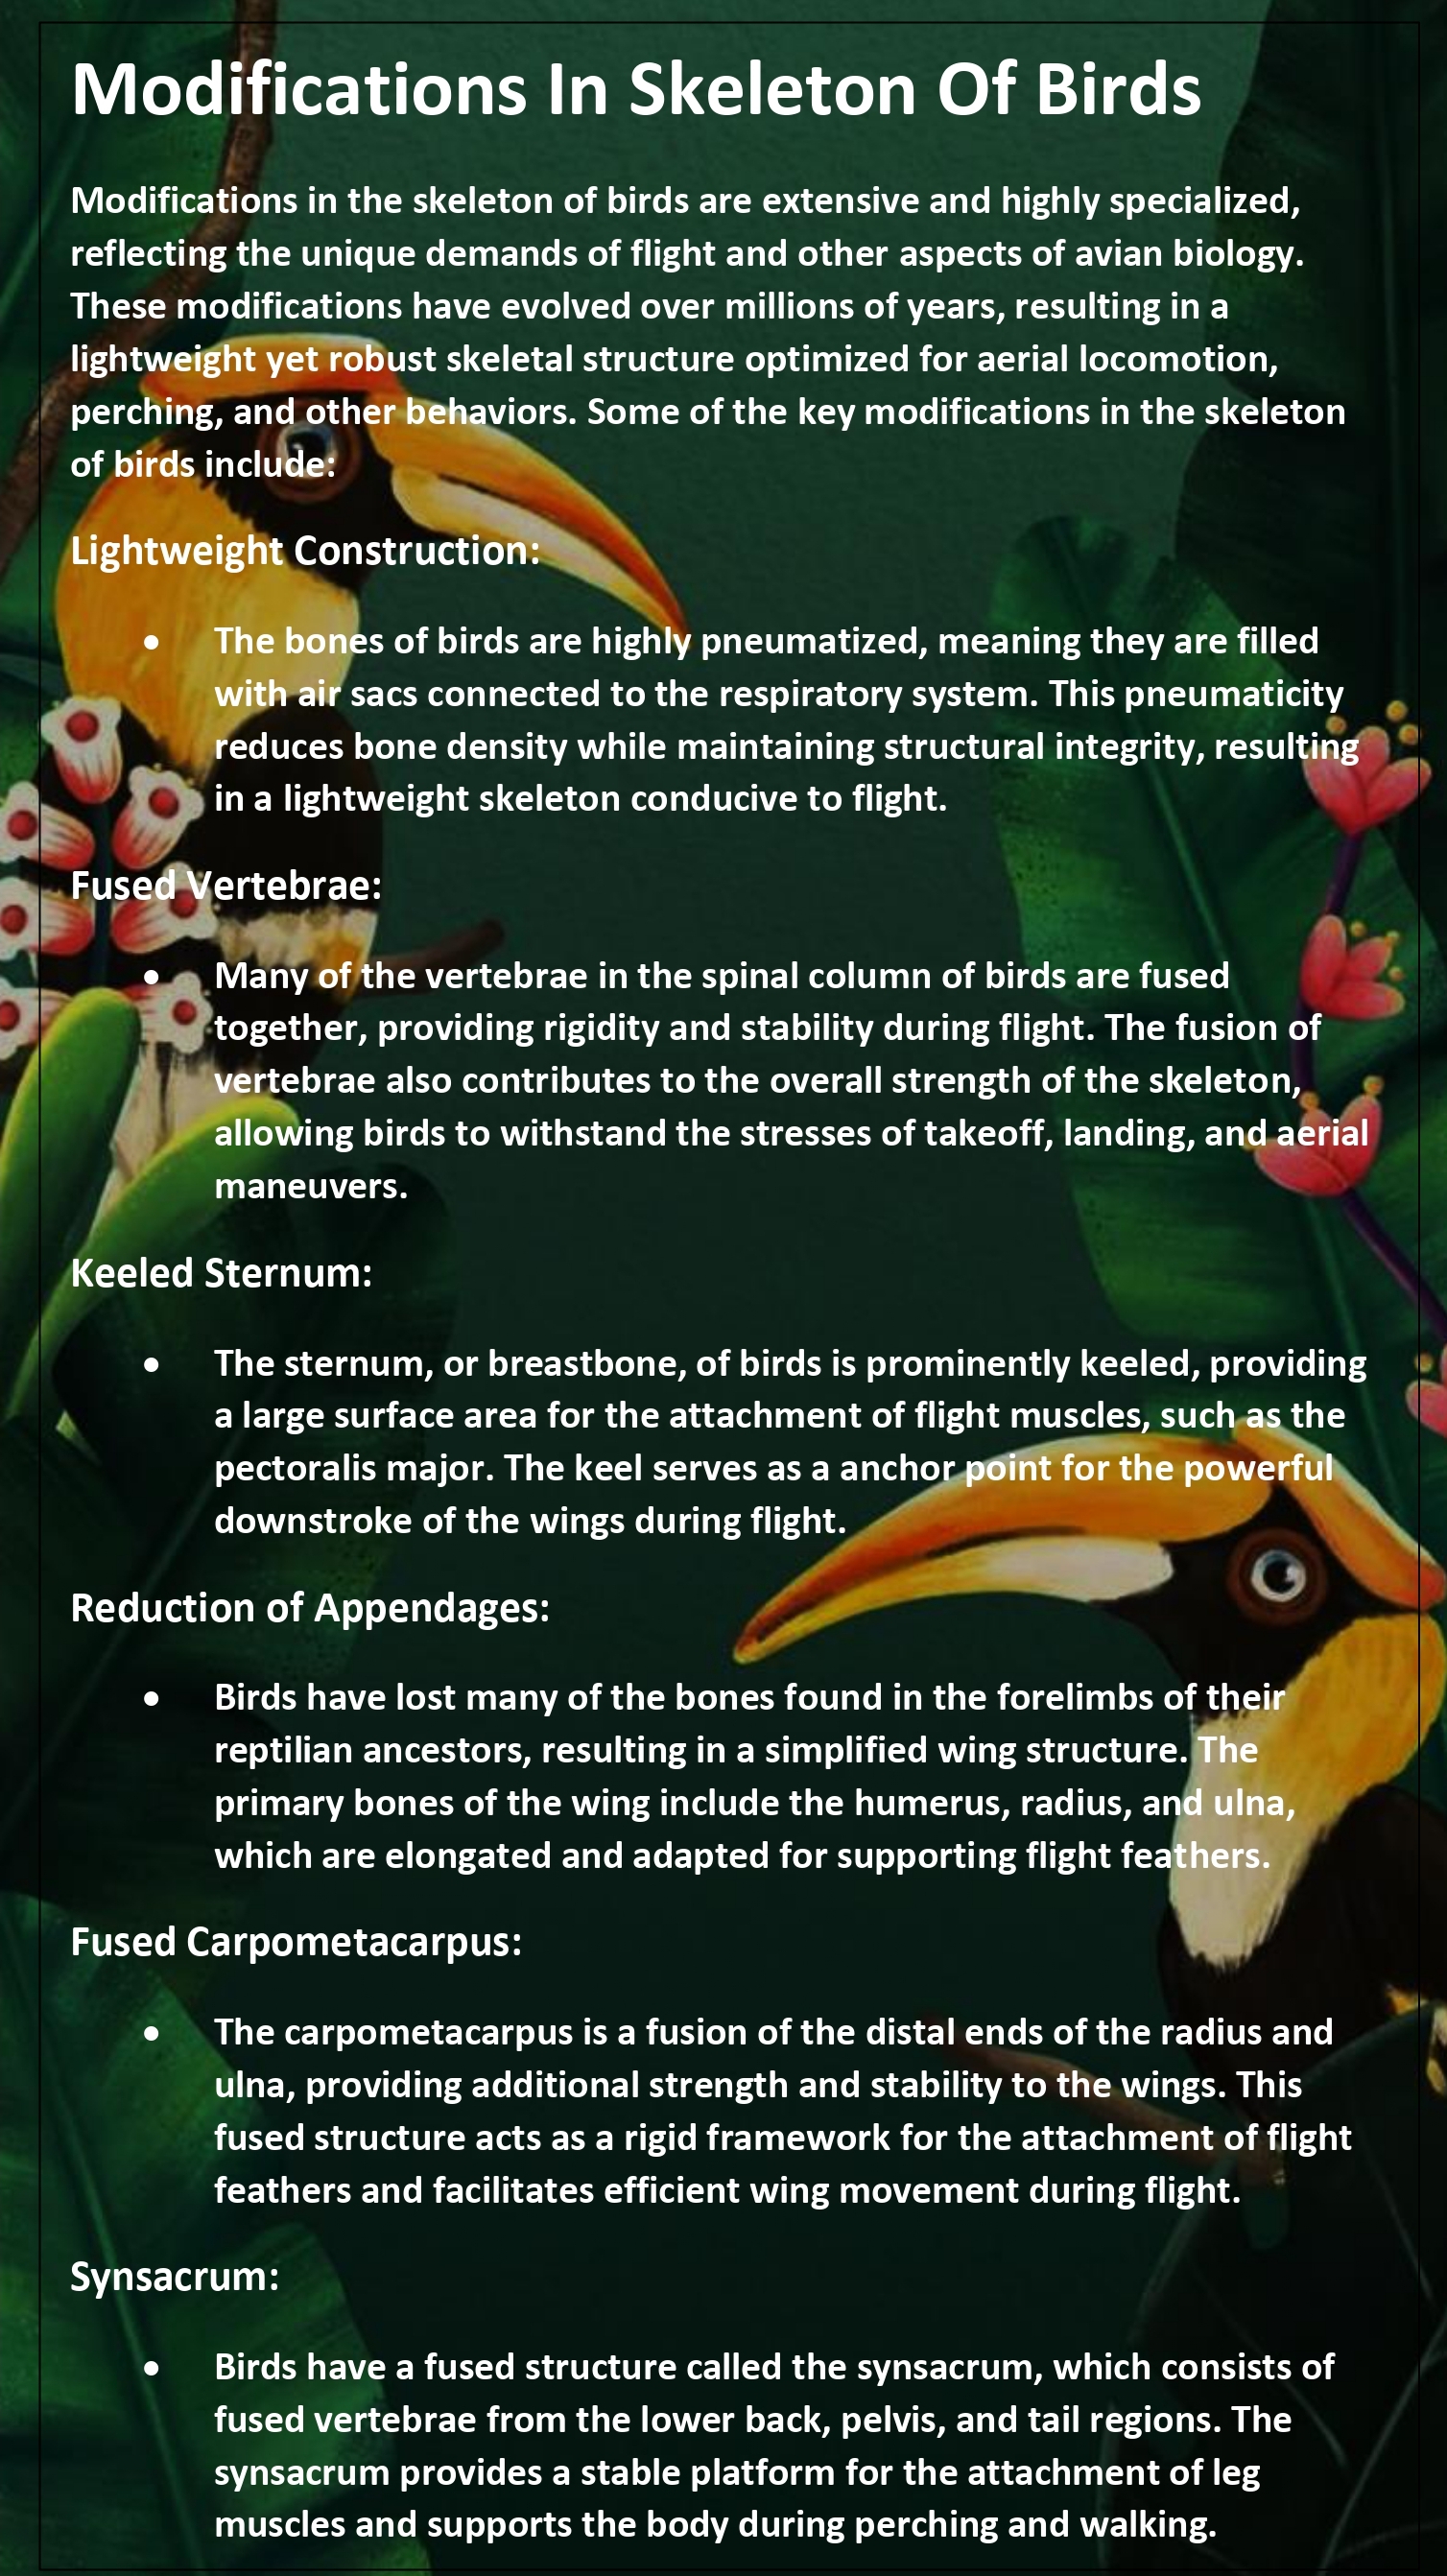 Modifications In Skeleton Of Birds
Modifications in the skeleton of birds are extensive and highly specialized,
reflecting the unique demands of flight and other aspects of avian biology.
These modifications have evolved over millions of years, resulting in a
lightweight yet robust skeletal structure optimized for aerial locomotion,
perching, and other behaviors. Some of the key modifications in the skeleton
of birds include:
Lightweight Construction:
• The bones of birds are highly pneumatized, meaning they are filled
with air sacs connected to the respiratory system. This pneumaticity
reduces bone density while maintaining structural integrity, resulting
in a lightweight skeleton conducive to flight.
Fused Vertebrae:
• Many of the vertebrae in the spinal column of birds are fused
together, providing rigidity and stability during flight. The fusion of
vertebrae also contributes to the overall strength of the skeleton,
allowing birds to withstand the stresses of takeoff, landing, and aerial
maneuvers.
Keeled Sternum:
• The sternum, or breastbone, of birds is prominently keeled, providing
a large surface area for the attachment of flight muscles, such as the
pectoralis major. The keel serves as a anchor point for the powerful
downstroke of the wings during flight.
Reduction of Appendages:
• Birds have lost many of the bones found in the forelimbs of their
reptilian ancestors, resulting in a simplified wing structure. The
primary bones of the wing include the humerus, radius, and ulna,
which are elongated and adapted for supporting flight feathers.
Fused Carpometacarpus:
• The carpometacarpus is a fusion of the distal ends of the radius and
ulna, providing additional strength and stability to the wings. This
fused structure acts as a rigid framework for the attachment of flight
feathers and facilitates efficient wing movement during flight.
Synsacrum:
• Birds have a fused structure called the synsacrum, which consists of
fused vertebrae from the lower back, pelvis, and tail regions. The
synsacrum provides a stable platform for the attachment of leg
muscles and supports the body during perching and walking.